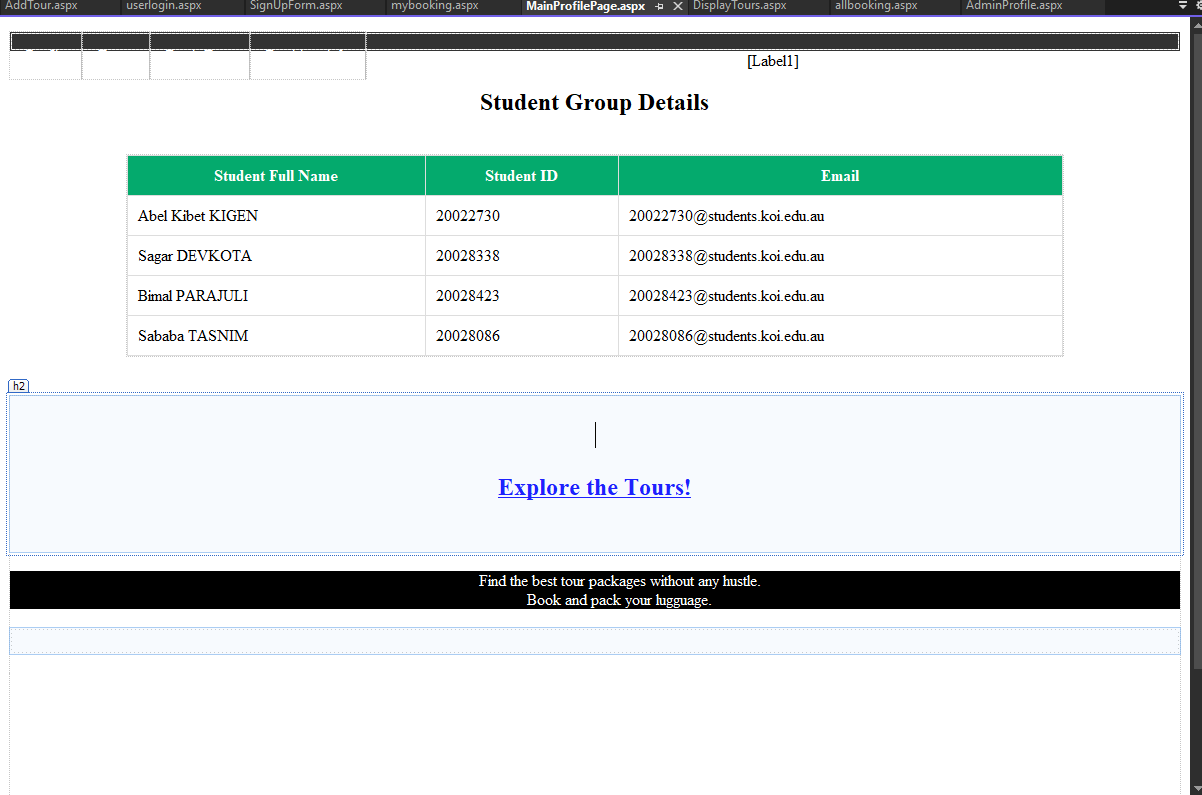 AddTour.aspx userlogin.aspx SignUpForm.aspx mybooking.aspx MainProfilePage.aspx DisplayTours.aspx allbooking.aspx AdminProfile.aspx
[Label1]
Student Group Details
Student Full Name Student ID Email
Abel Kibet KIGEN 20022730 20022730@students.koi.edu.au
Sagar DEVKOTA 20028338 20028338@students.koi.edu.au
Bimal PARAJULI 20028423 20028423@students.koi.edu.au
Sababa TASNIM 20028086 20028086@students.koi.edu.au
h2
Explore the Tours!
Find the best tour packages without any hustle.
Book and pack your lugguage.